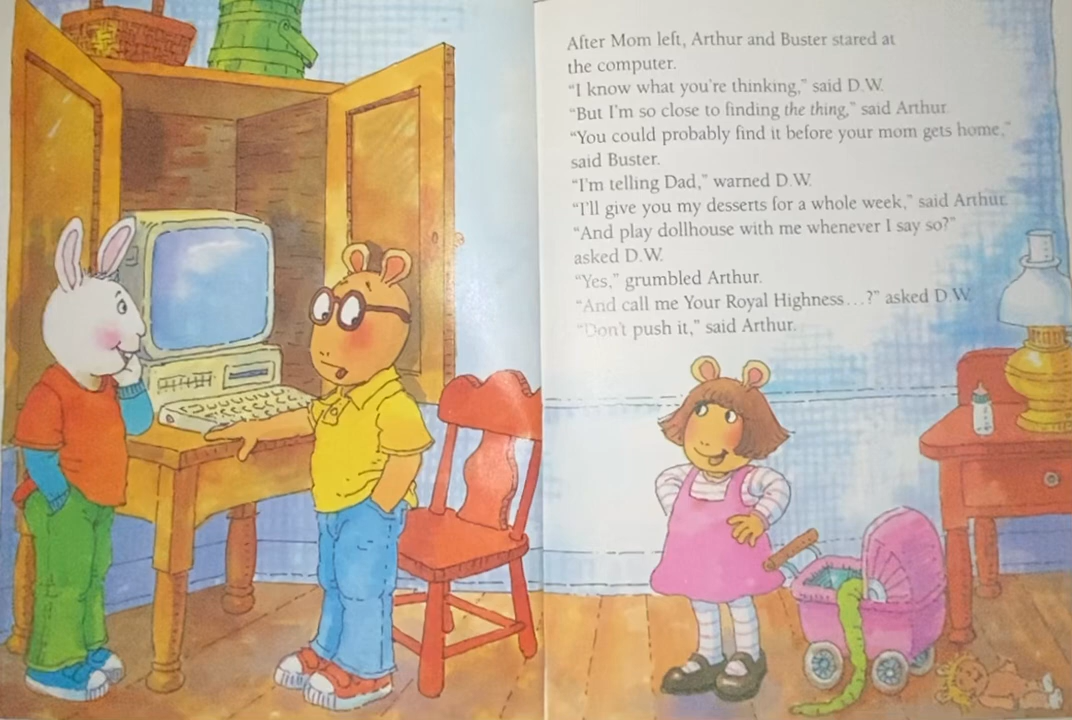 After Mom left, Arthur and Buster stared at
the computer.
“I know what you're thinking,” said D.W.
“But I'm so close to finding the thing,” said Arthur.
“You could probably find it before your mom gets home,”
said Buster.
“I'm telling Dad,” warned D.W.
“I'll give you my desserts for a whole week,” said Arthur.
“And play dollhouse with me whenever I say so?”
asked D.W.
“Yes,” grumbled Arthur.
“And call me Your Royal Highness...?” asked D.W.
“Don't push it,” said Arthur.